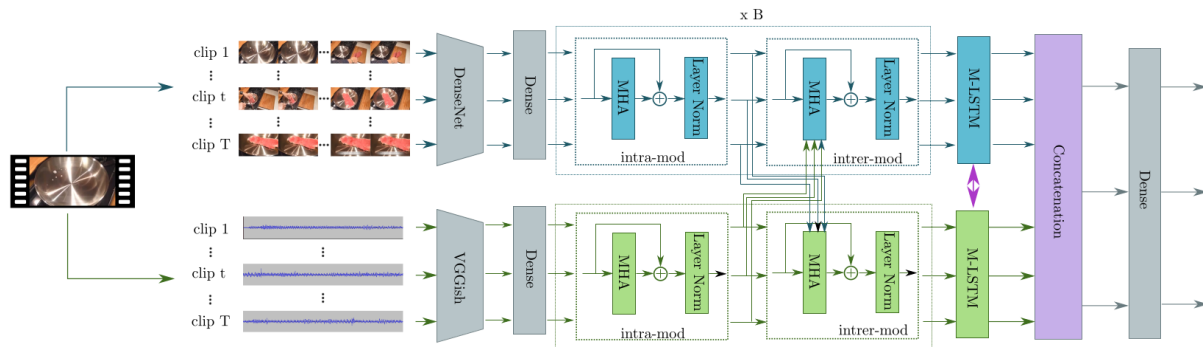 x B
clip 1
clip t
clip T
DenseNet
Dense
MHA
Layer Norm
intra-mod
MHA
Layer Norm
intrer-mod
M-LSTM
clip 1
clip t
clip T
VGGish
Dense
MHA
Layer Norm
intra-mod
MHA
Layer Norm
intrer-mod
M-LSTM
Concatenation
Dense